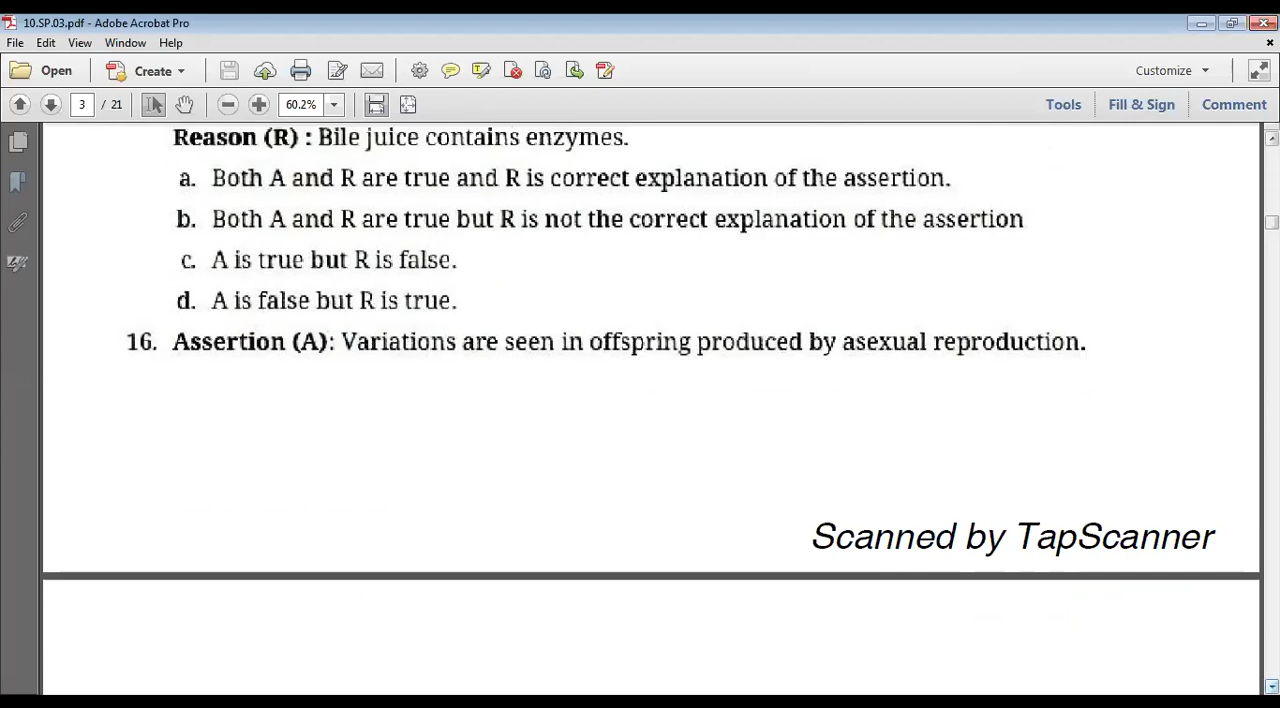 10.SP.03.pdf - Adobe Acrobat Pro
File Edit View Window Help
Open Create Customize
3 / 21 60.2% Tools Fill & Sign Comment
Reason (R) : Bile juice contains enzymes.
a. Both A and R are true and R is correct explanation of the assertion.
b. Both A and R are true but R is not the correct explanation of the assertion
c. A is true but R is false.
d. A is false but R is true.
16. Assertion (A): Variations are seen in offspring produced by asexual reproduction.
Scanned by TapScanner